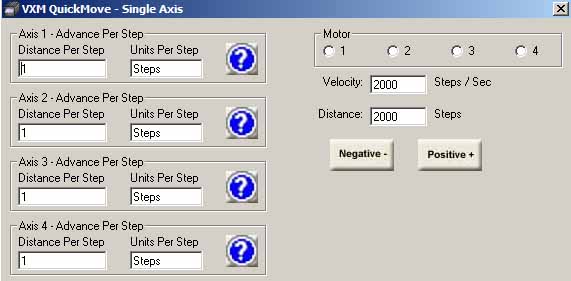 VXM QuickMove - Single Axis
Axis 1 - Advance Per Step
Distance Per Step Units Per Step
1 Steps
Axis 2 - Advance Per Step
Distance Per Step Units Per Step
1 Steps
Axis 3 - Advance Per Step
Distance Per Step Units Per Step
1 Steps
Axis 4 - Advance Per Step
Distance Per Step Units Per Step
1 Steps
Motor
1 2 3 4
Velocity: 2000 Steps / Sec
Distance: 2000 Steps
Negative - Positive +